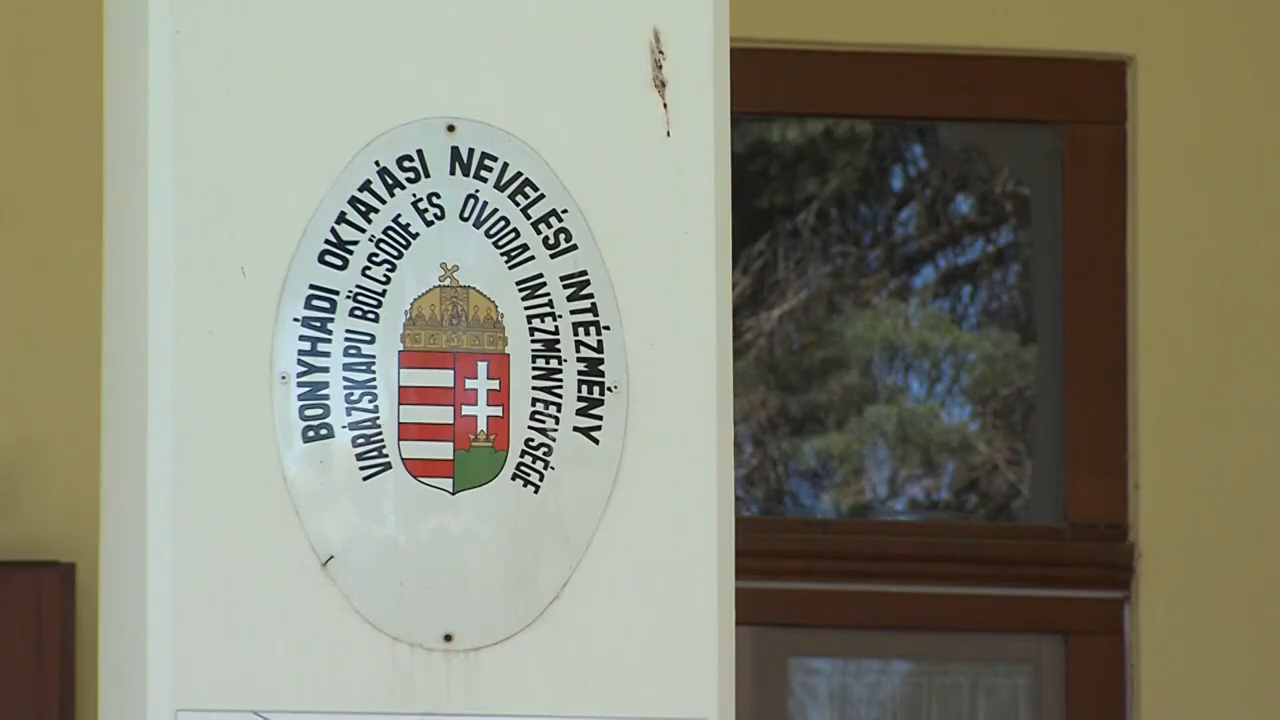 BONYHÁDI OKTATÁSI NEVELÉSI INTÉZMÉNY
VARÁZSKAPU BÖLCSŐDE ÉS ÓVODAI INTÉZMÉNYEGYSÉGE